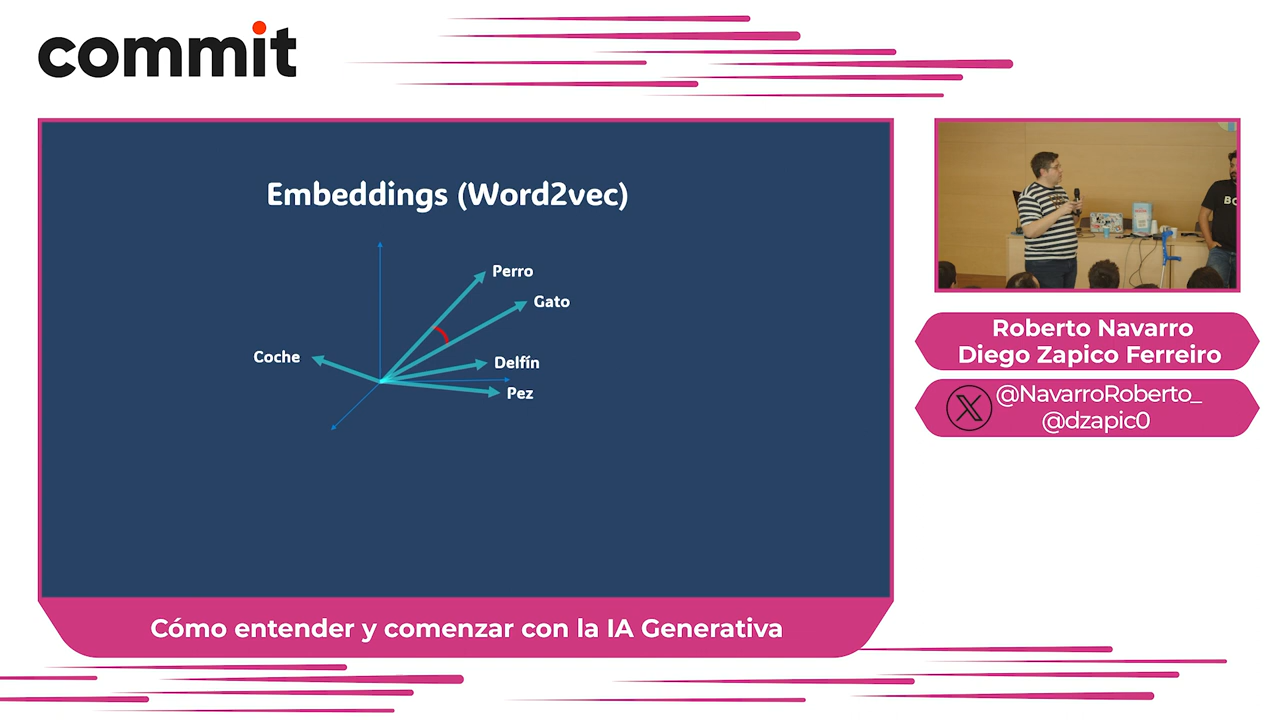 commit
Embeddings (Word2vec)
Perro
Gato
Coche
Delfín
Pez
Roberto Navarro
Diego Zapico Ferreiro
@NavarroRoberto_
@dzapic0
Cómo entender y comenzar con la IA Generativa